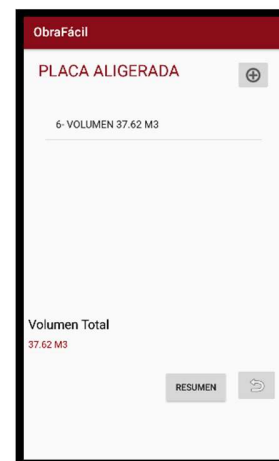 ObraFácil
PLACA ALIGERADA
6- VOLUMEN 37.62 M3
Volumen Total
37.62 M3
RESUMEN